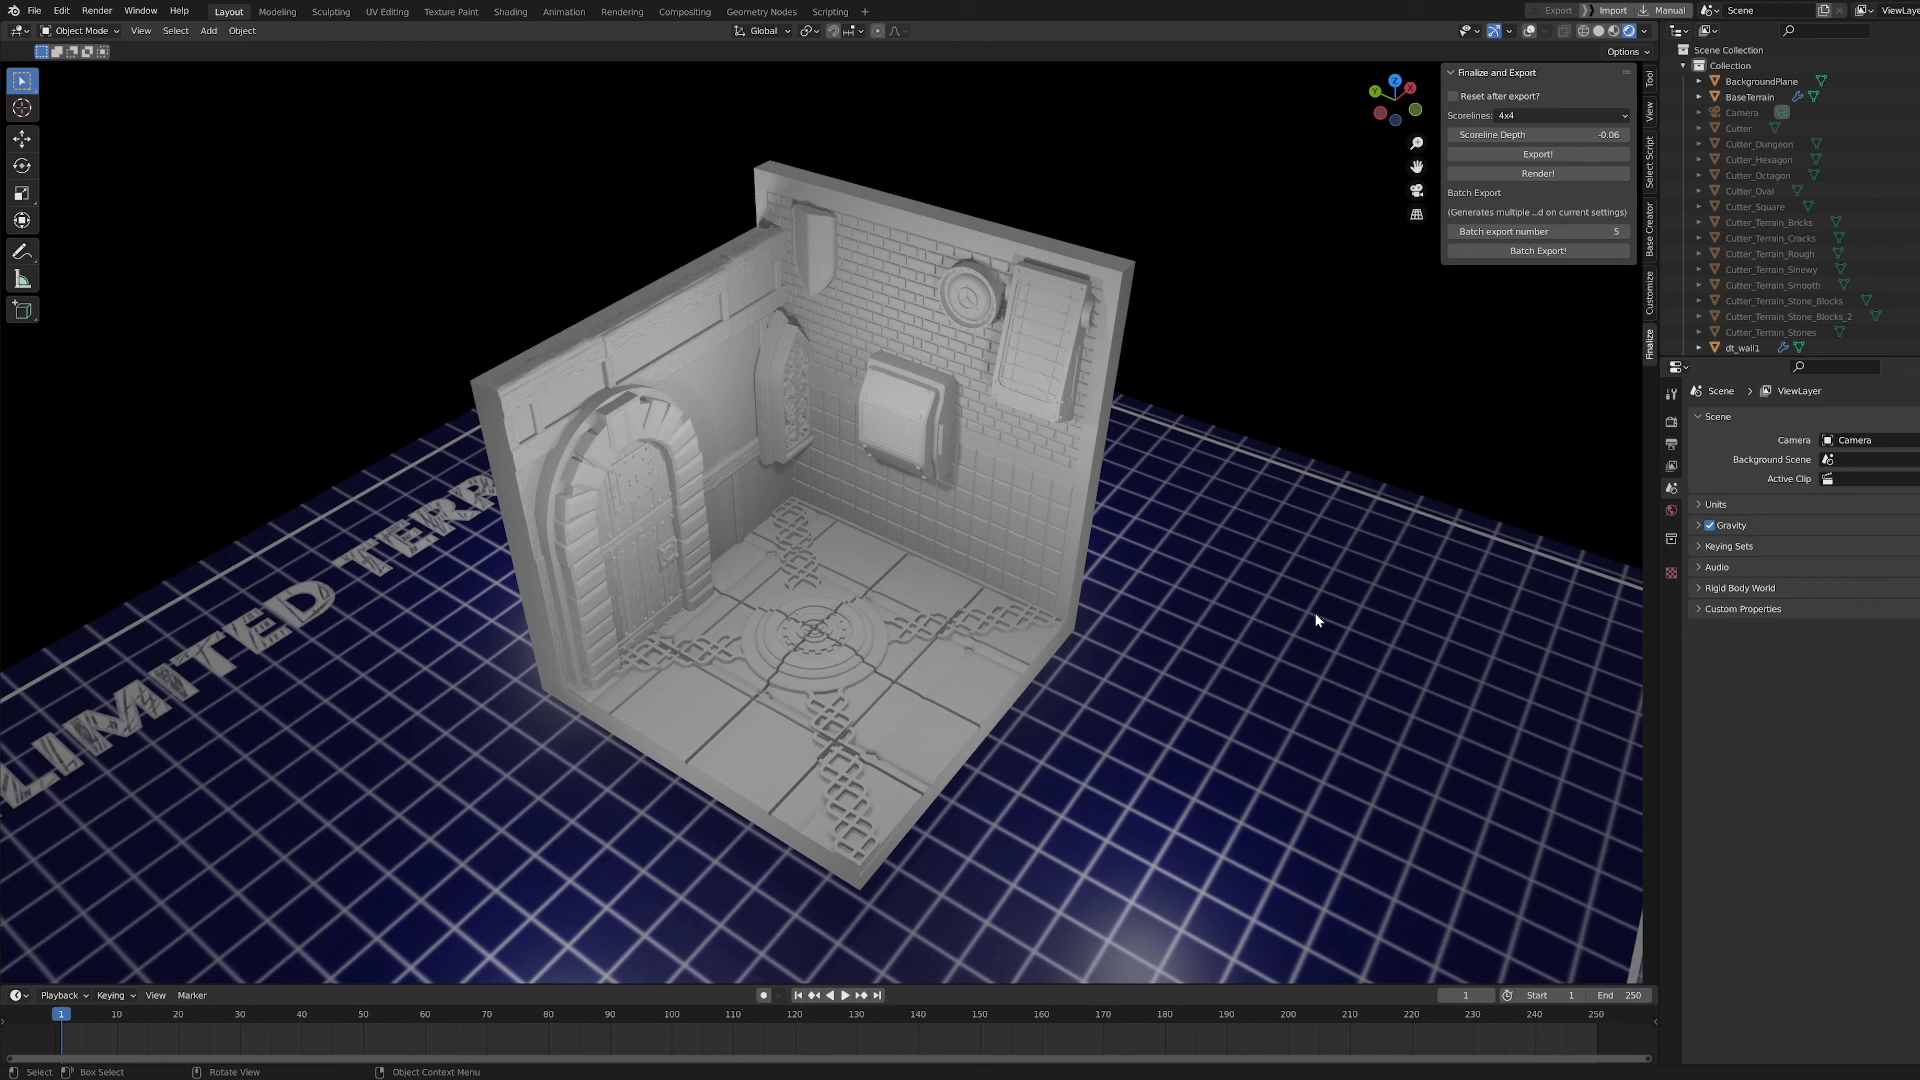 File Edit Render Window Help Layout Modeling Sculpting UV Editing Texture Paint Shading Animation Rendering Compositing Geometry Nodes Scripting +
Export Import Manual Scene ViewLaye
Object Mode View Select Add Object Global
Options
Finalize and Export
Reset after export?
Scorelines: 4x4
Scoreline Depth -0.06
Export!
Render!
Batch Export
(Generates multiple ..d on current settings)
Batch export number 5
Batch Export!
Tool
View
Select Script
Base Creator
Customize
Finalize
Scene Collection
Collection
BackgroundPlane
BaseTerrain
Camera
Cutter
Cutter_Dungeon
Cutter_Hexagon
Cutter_Octagon
Cutter_Oval
Cutter_Square
Cutter_Terrain_Bricks
Cutter_Terrain_Cracks
Cutter_Terrain_Rough
Cutter_Terrain_Sinewy
Cutter_Terrain_Smooth
Cutter_Terrain_Stone_Blocks
Cutter_Terrain_Stone_Blocks_2
Cutter_Terrain_Stones
dt_wall1
Scene > ViewLayer
Scene
Camera Camera
Background Scene
Active Clip
Units
Gravity
Keying Sets
Audio
Rigid Body World
Custom Properties
Z
Y
X
LIMITED TERR
Playback Keying View Marker
1 Start 1 End 250
1 10 20 30 40 50 60 70 80 90 100 110 120 130 140 150 160 170 180 190 200 210 220 230 240 250
Select Box Select Rotate View Object Context Menu